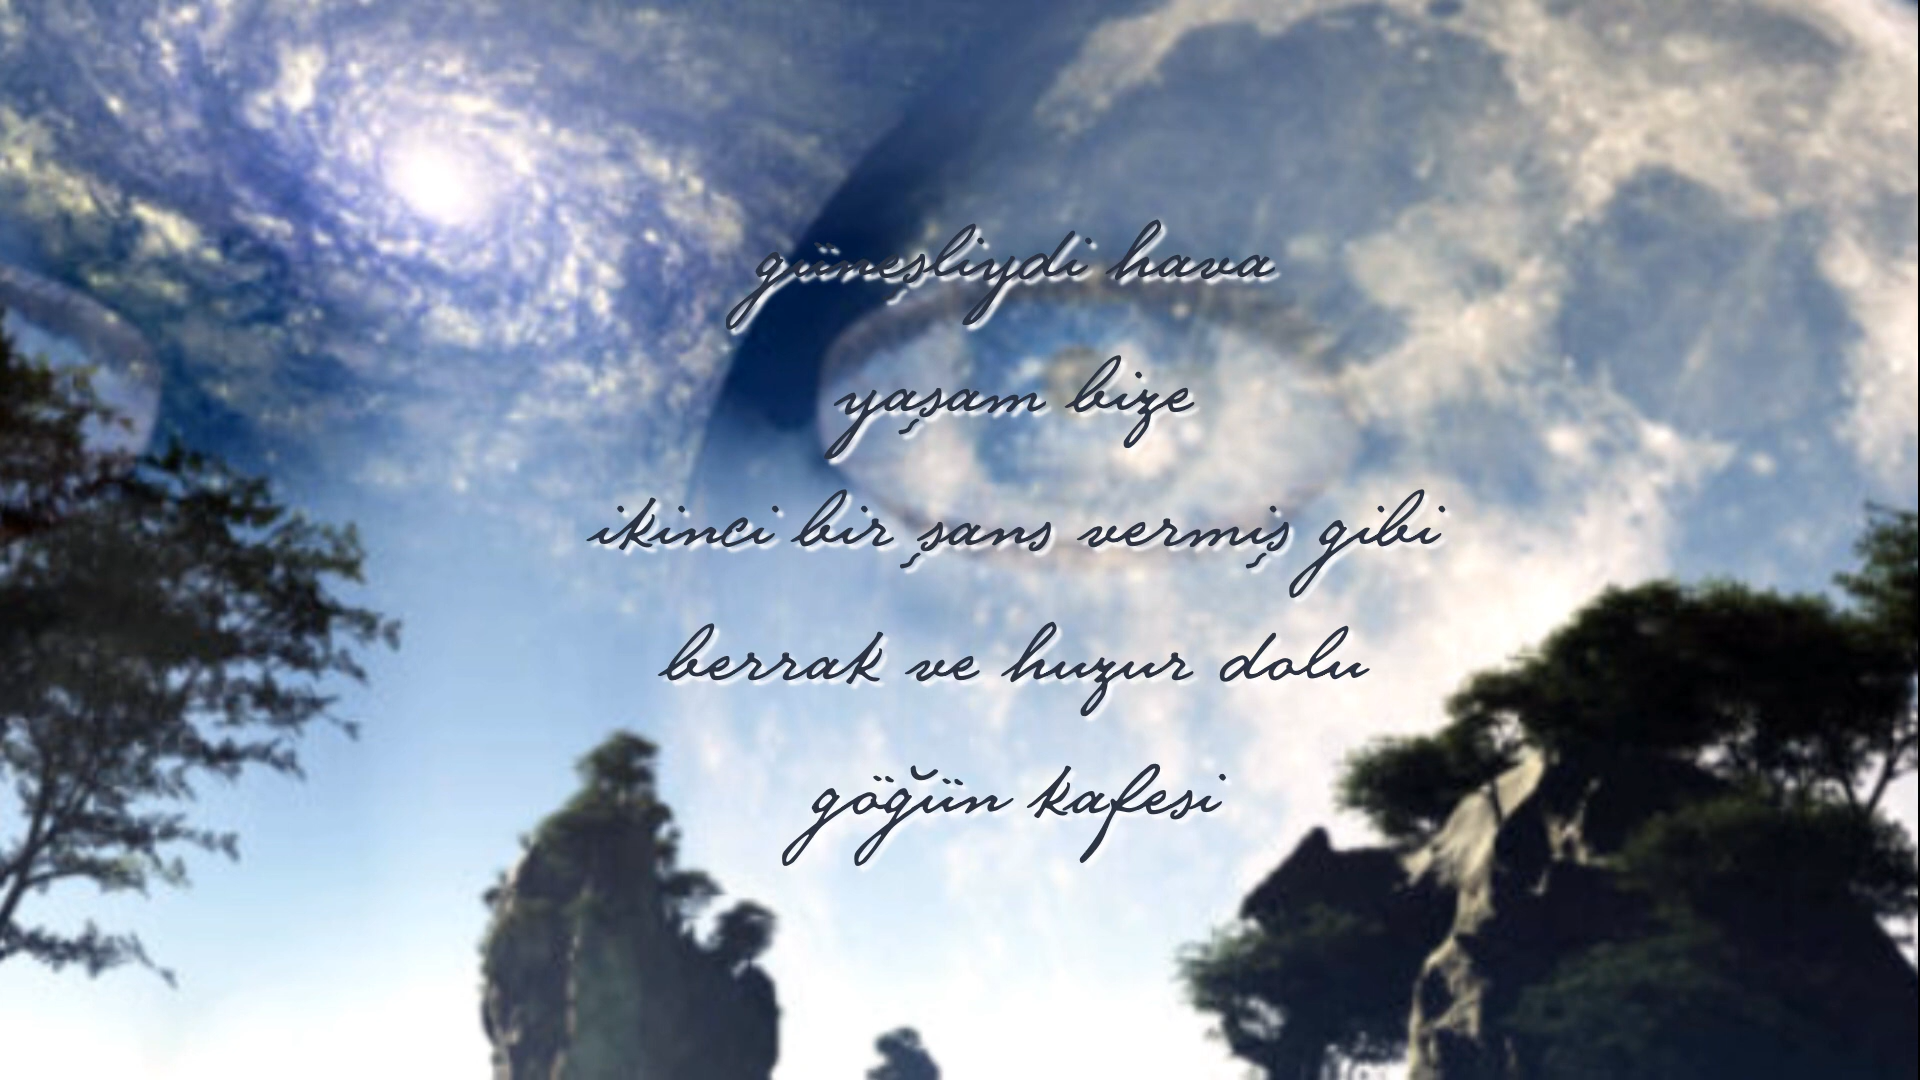 güneşliydi hava
yaşam bize
ikinci bir şans vermiş gibi
berrak ve huzur dolu
göğün kafesi